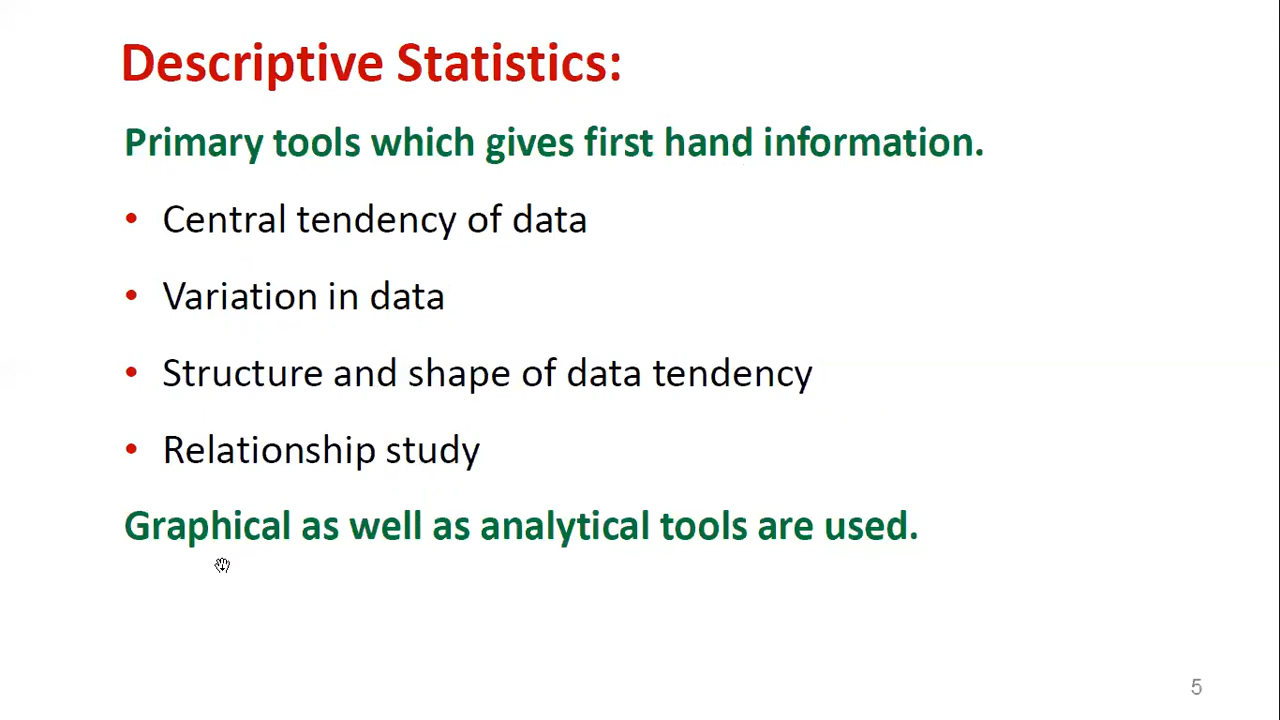 Descriptive Statistics:
Primary tools which gives first hand information.
• Central tendency of data
• Variation in data
• Structure and shape of data tendency
• Relationship study
Graphical as well as analytical tools are used.
5